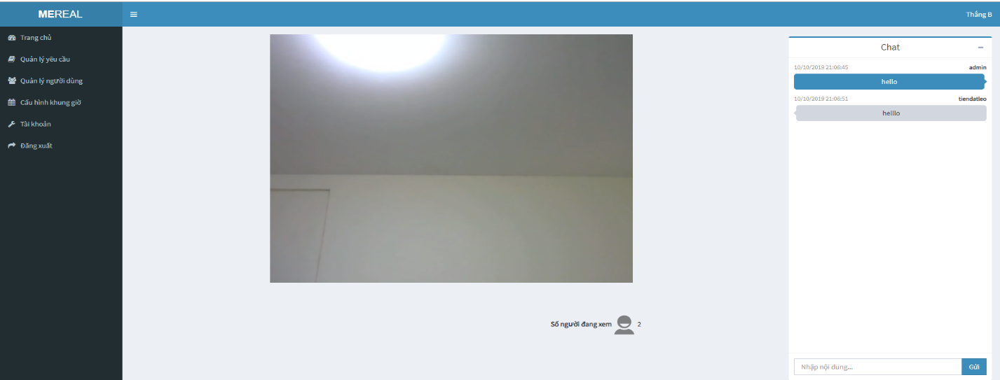 MEREAL
Thắng B
Trang chủ
Quản lý yêu cầu
Quản lý người dùng
Cấu hình khung giờ
Tài khoản
Đăng xuất
Số người đang xem 2
Chat
10/10/2019 21:06:45 admin
hello
10/10/2019 21:06:51 tiendatleo
helllo
Nhập nội dung... Gửi